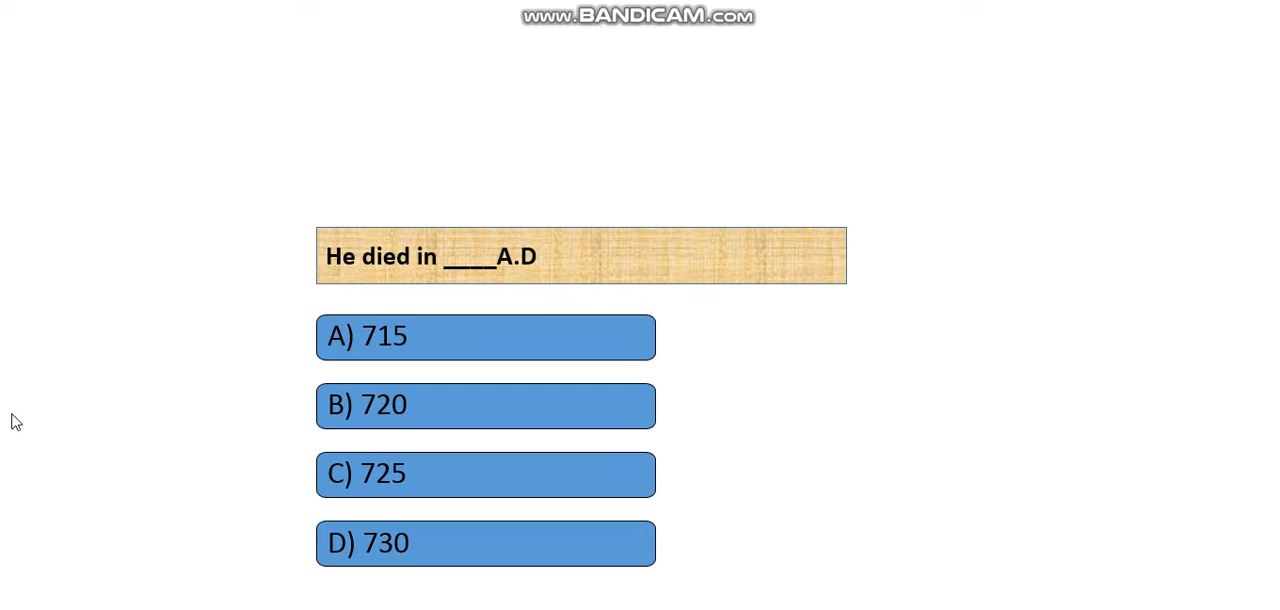 www.BANDICAM.com
He died in ____A.D
A) 715
B) 720
C) 725
D) 730